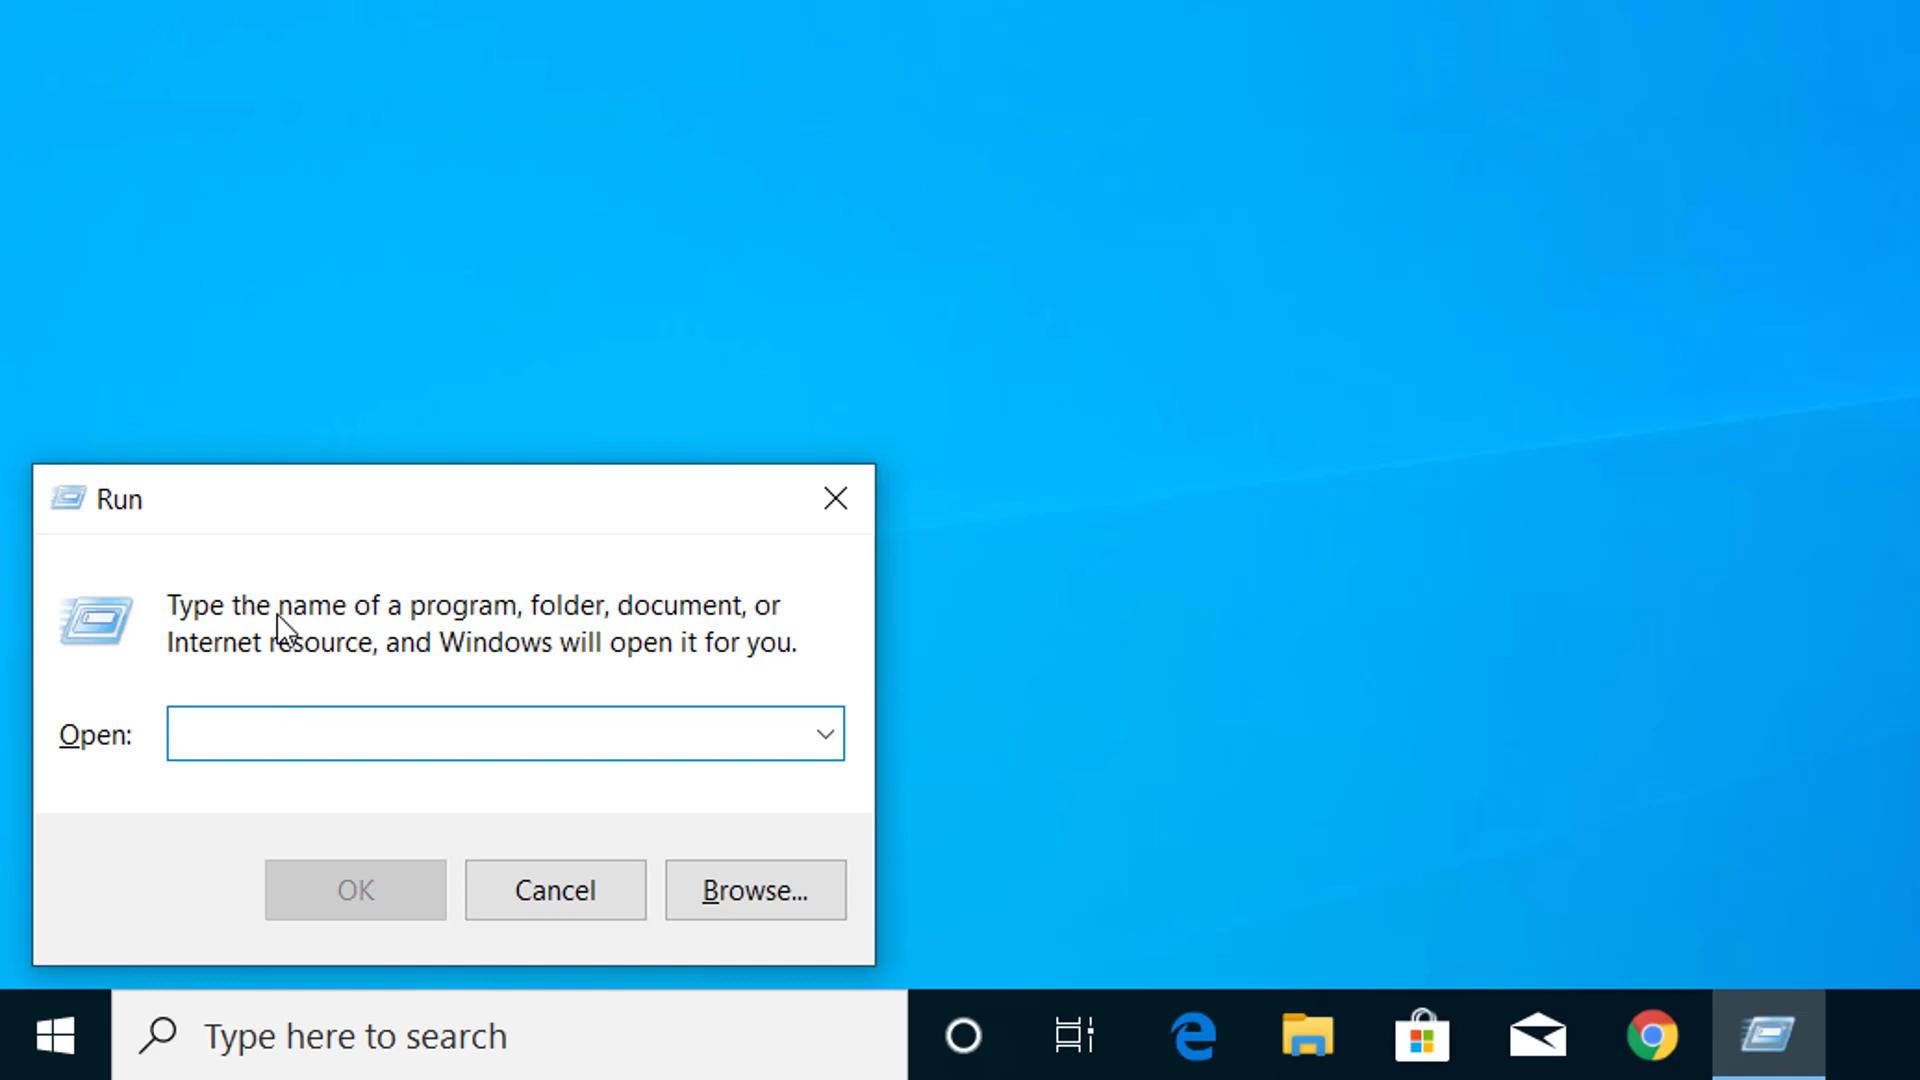 Run
Type the name of a program, folder, document, or
Internet resource, and Windows will open it for you.
Open:
OK
Cancel
Browse...
Type here to search